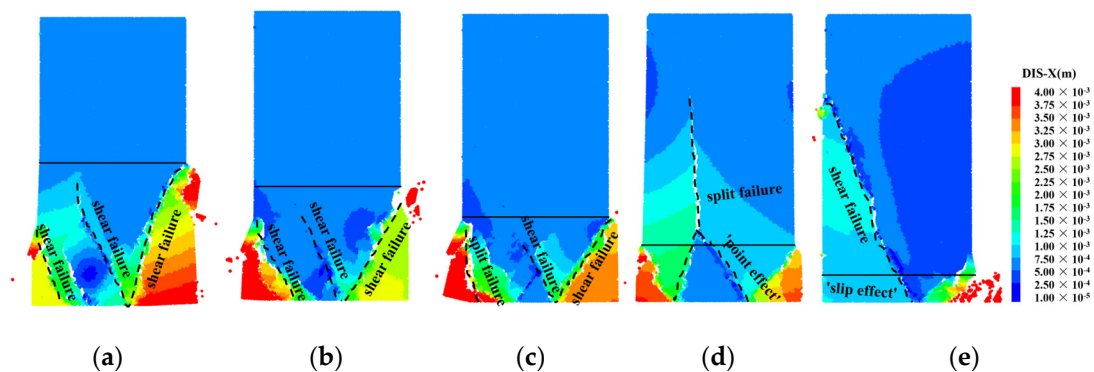 shear failure
shear failure
shear failure
shear failure
shear failure
shear failure
split failure
shear failure
shear failure
split failure
'point effect'
shear failure
'slip effect'
DIS-X(m)
4.00 × 10⁻³
3.75 × 10⁻³
3.50 × 10⁻³
3.25 × 10⁻³
3.00 × 10⁻³
2.75 × 10⁻³
2.50 × 10⁻³
2.25 × 10⁻³
2.00 × 10⁻³
1.75 × 10⁻³
1.50 × 10⁻³
1.25 × 10⁻³
1.00 × 10⁻³
7.50 × 10⁻⁴
5.00 × 10⁻⁴
2.50 × 10⁻⁴
1.00 × 10⁻⁵
(a) (b) (c) (d) (e)